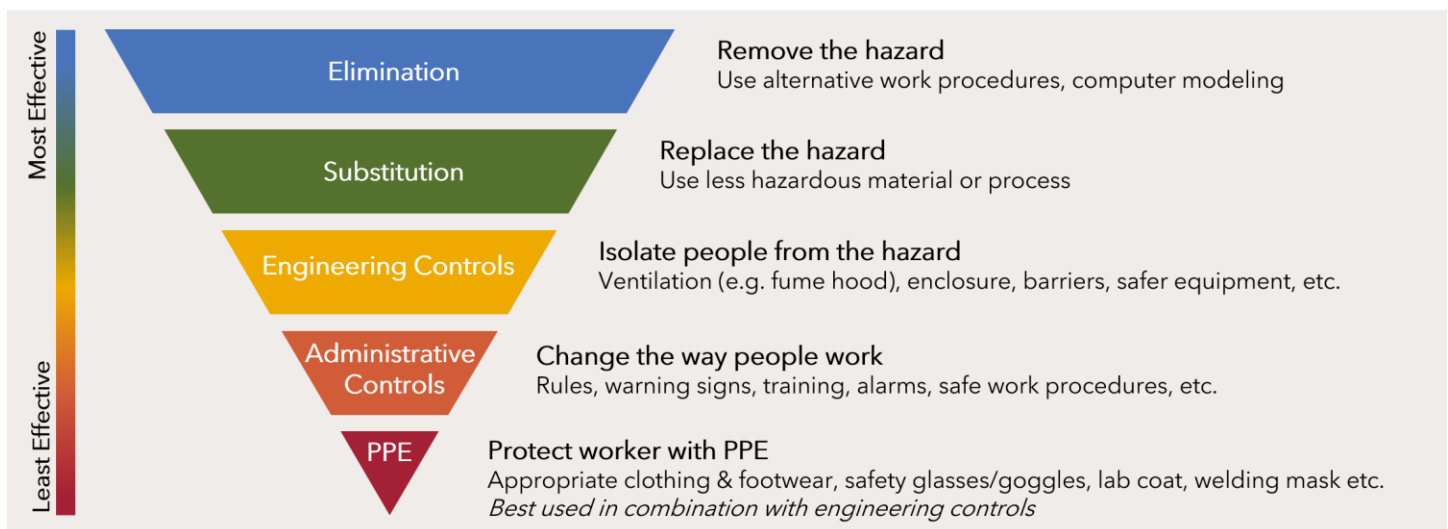 Most Effective
Least Effective
Elimination
Remove the hazard
Use alternative work procedures, computer modeling
Substitution
Replace the hazard
Use less hazardous material or process
Engineering Controls
Isolate people from the hazard
Ventilation (e.g. fume hood), enclosure, barriers, safer equipment, etc.
Administrative
Controls
Change the way people work
Rules, warning signs, training, alarms, safe work procedures, etc.
PPE
Protect worker with PPE
Appropriate clothing & footwear, safety glasses/goggles, lab coat, welding mask etc.
Best used in combination with engineering controls